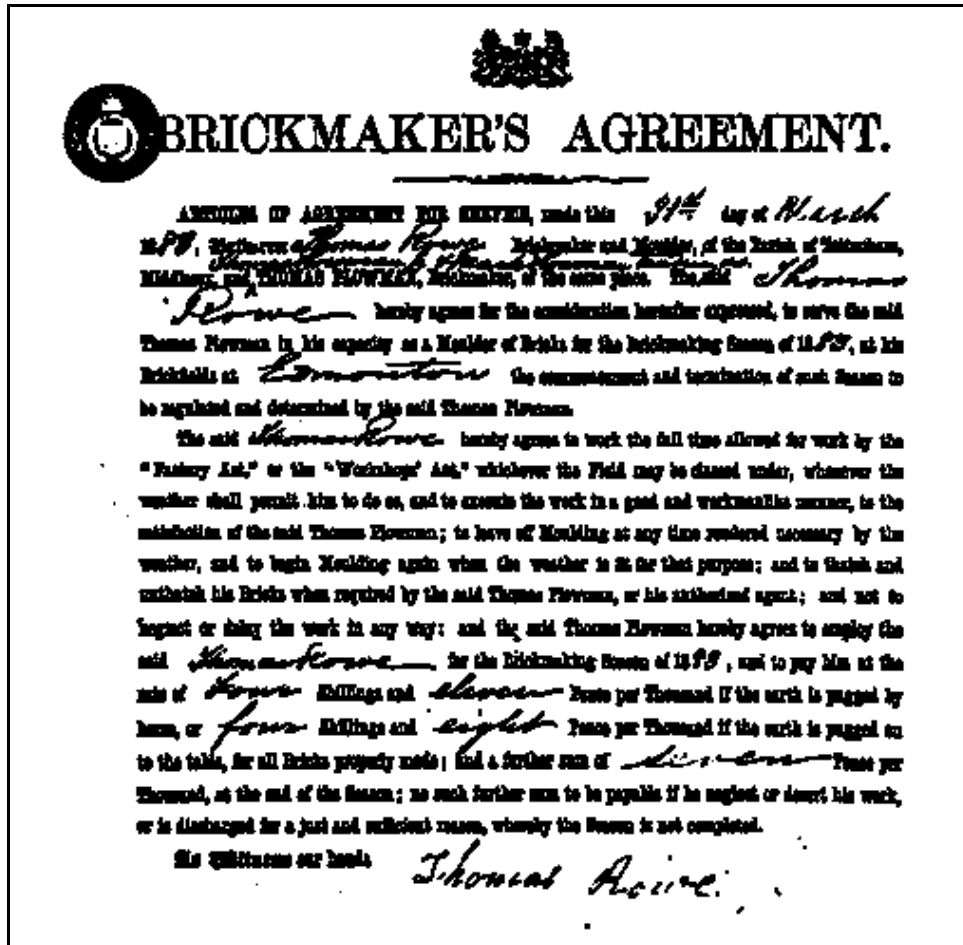 BRICKMAKER'S AGREEMENT.
ARTICLES OF AGREEMENT FOR SERVICE, made this 31st day of March
Between Thomas Rowe Brickmaker and Moulder, of the Parish of Tottenham,
Middlesex, and THOMAS PLOWMAN, Brickmaker, of the same place. The said Thomas
Rowe hereby agrees for the consideration hereafter expressed, to serve the said
Thomas Plowman in his capacity as a Moulder of Bricks for the brickmaking Season of at his
Brickfields at Edmonton the commencement and termination of such Season to
be regulated and determined by the said Thomas Plowman.
The said Thomas Rowe hereby agrees to work the full time allowed for work by the
"Factory Act," or the "Workshops' Act," whichever the Field may be classed under, whenever the
weather shall permit him to do so, and to execute the work in a good and workmanlike manner, to the
satisfaction of the said Thomas Plowman; to leave off Moulding at any time rendered necessary by the
weather, and to begin Moulding again when the weather is fit for that purpose; and to thatch and
unthatch his Bricks when required by the said Thomas Plowman, or his authorised agent; and not to
neglect or delay the work in any way: and the said Thomas Plowman hereby agrees to employ the
said Thomas Rowe for the Brickmaking Season of and to pay him at the
rate of Four Shillings and eleven Pence per Thousand if the earth is pugged by
horse, or four Shillings and eight Pence per Thousand if the earth is pugged on
to the table, for all Bricks properly made; and a further sum of Pence per
Thousand, at the end of the Season; no such further sum to be payable if he neglect or desert his work,
or is discharged for a just and sufficient reason, whereby the Season is not completed.
As Witness our hands
Thomas Rowe.